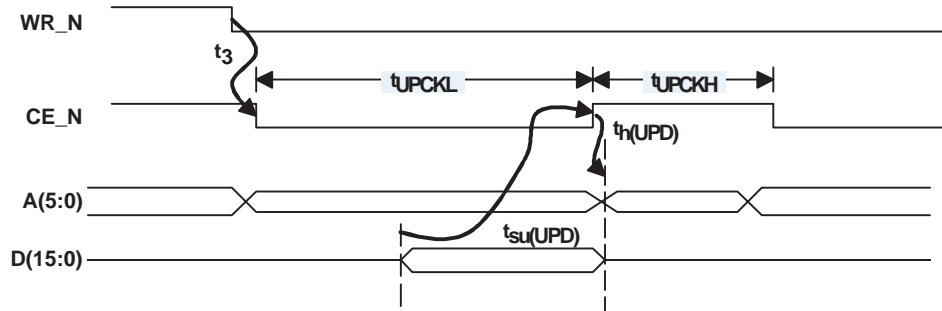 WR_N
t3
tUPCKL
tUPCKH
CE_N
th(UPD)
A(5:0)
tsu(UPD)
D(15:0)